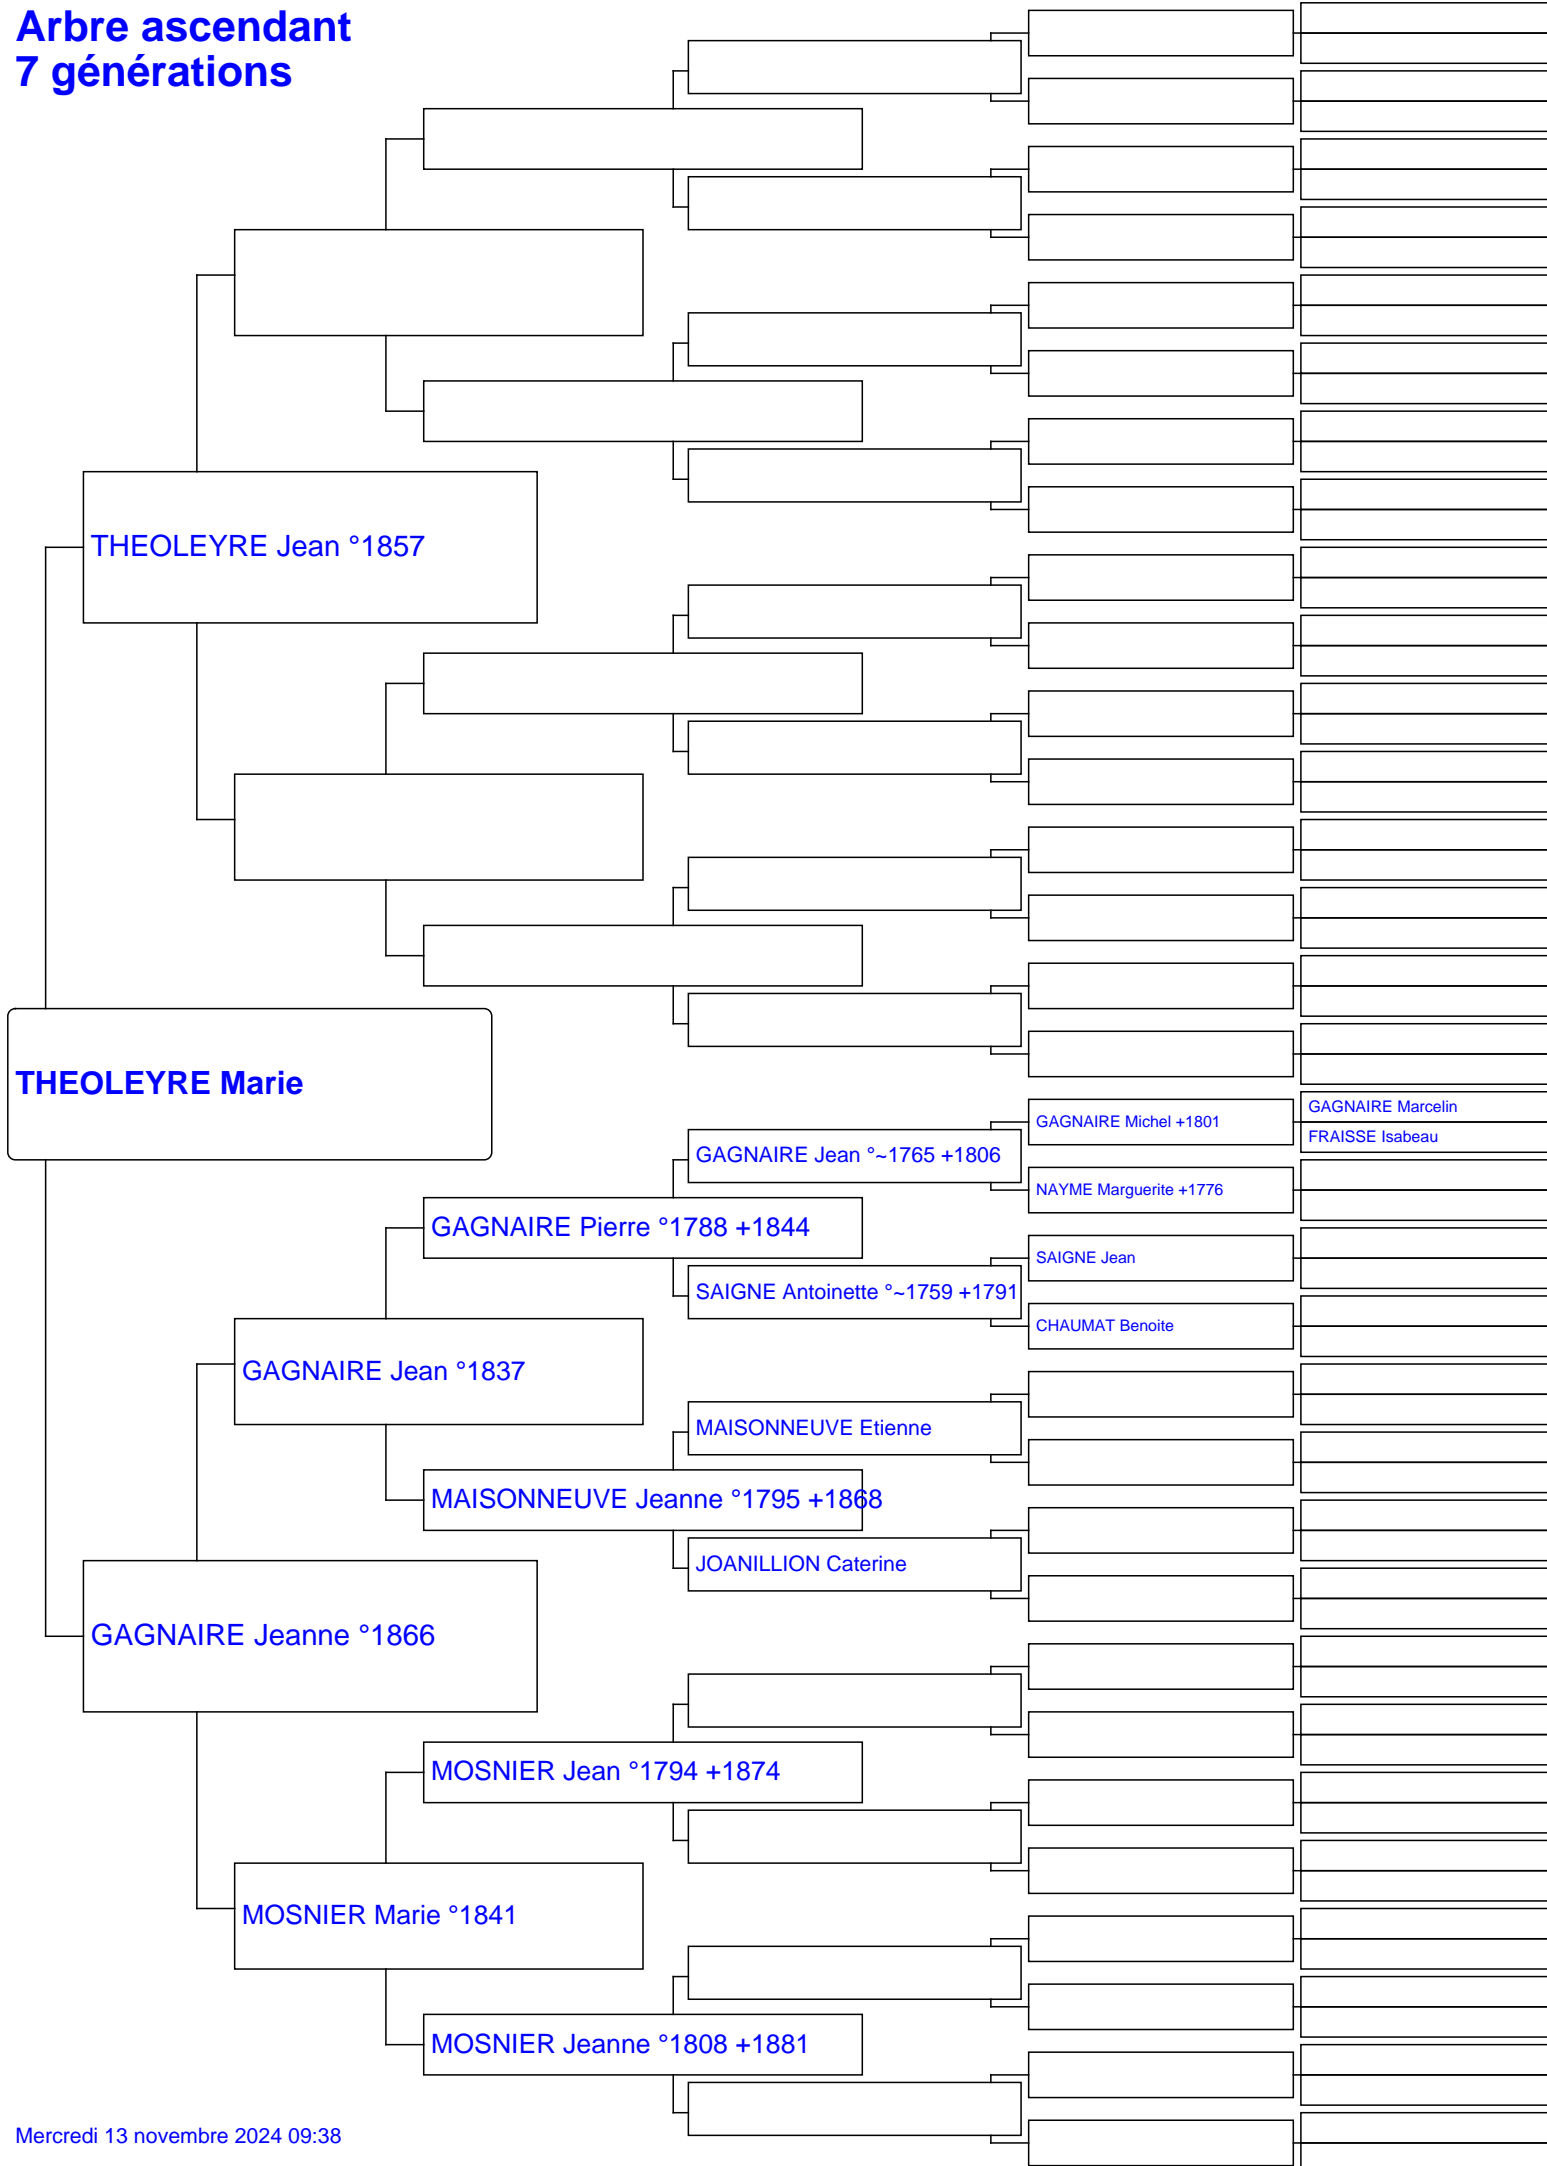 Arbre ascendant
7 générations
THEOLEYRE Jean °1857
THEOLEYRE Marie
GAGNAIRE Marcelin
GAGNAIRE Michel +1801
FRAISSE Isabeau
GAGNAIRE Jean °~1765 +1806
NAYME Marguerite +1776
GAGNAIRE Pierre °1788 +1844
SAIGNE Jean
SAIGNE Antoinette °~1759 +1791
CHAUMAT Benoite
GAGNAIRE Jean °1837
MAISONNEUVE Etienne
MAISONNEUVE Jeanne °1795 +1868
JOANILLION Caterine
GAGNAIRE Jeanne °1866
MOSNIER Jean °1794 +1874
MOSNIER Marie °1841
MOSNIER Jeanne °1808 +1881
Mercredi 13 novembre 2024 09:38